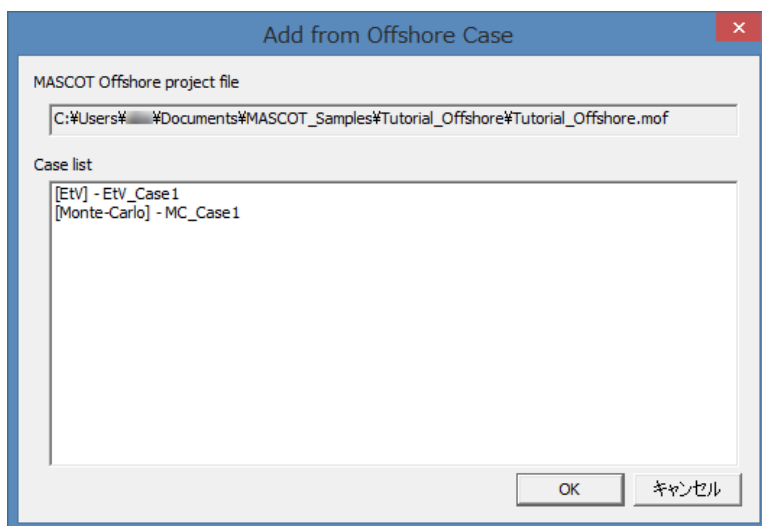 Add from Offshore Case
MASCOT Offshore project file
C:¥Users¥ ¥Documents¥MASCOT_Samples¥Tutorial_Offshore¥Tutorial_Offshore.mof
Case list
[EtV] - EtV_Case1
[Monte-Carlo] - MC_Case1
OK
キャンセル